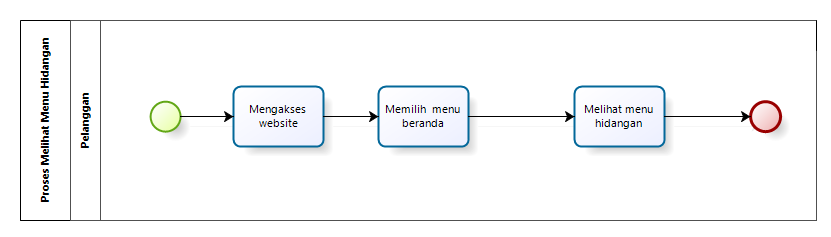 Proses Melihat Menu Hidangan
Pelanggan
Mengakses
website
Memilih menu
beranda
Melihat menu
hidangan